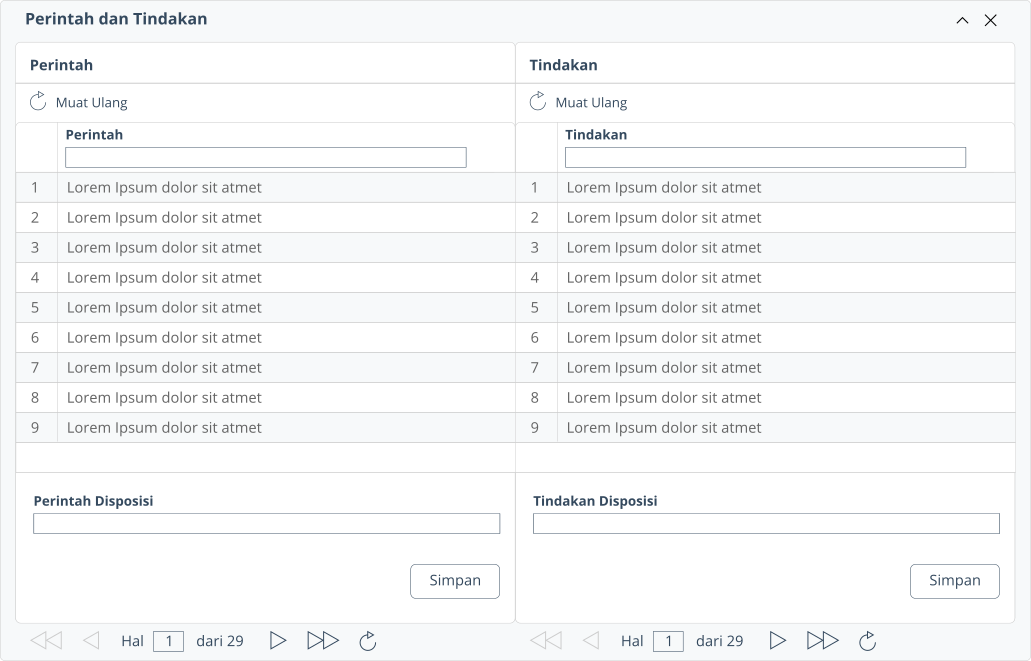 Perintah dan Tindakan
Perintah
Muat Ulang
Perintah
1 Lorem Ipsum dolor sit atmet
2 Lorem Ipsum dolor sit atmet
3 Lorem Ipsum dolor sit atmet
4 Lorem Ipsum dolor sit atmet
5 Lorem Ipsum dolor sit atmet
6 Lorem Ipsum dolor sit atmet
7 Lorem Ipsum dolor sit atmet
8 Lorem Ipsum dolor sit atmet
9 Lorem Ipsum dolor sit atmet
Perintah Disposisi
Simpan
Hal 1 dari 29
Tindakan
Muat Ulang
Tindakan
1 Lorem Ipsum dolor sit atmet
2 Lorem Ipsum dolor sit atmet
3 Lorem Ipsum dolor sit atmet
4 Lorem Ipsum dolor sit atmet
5 Lorem Ipsum dolor sit atmet
6 Lorem Ipsum dolor sit atmet
7 Lorem Ipsum dolor sit atmet
8 Lorem Ipsum dolor sit atmet
9 Lorem Ipsum dolor sit atmet
Tindakan Disposisi
Simpan
Hal 1 dari 29